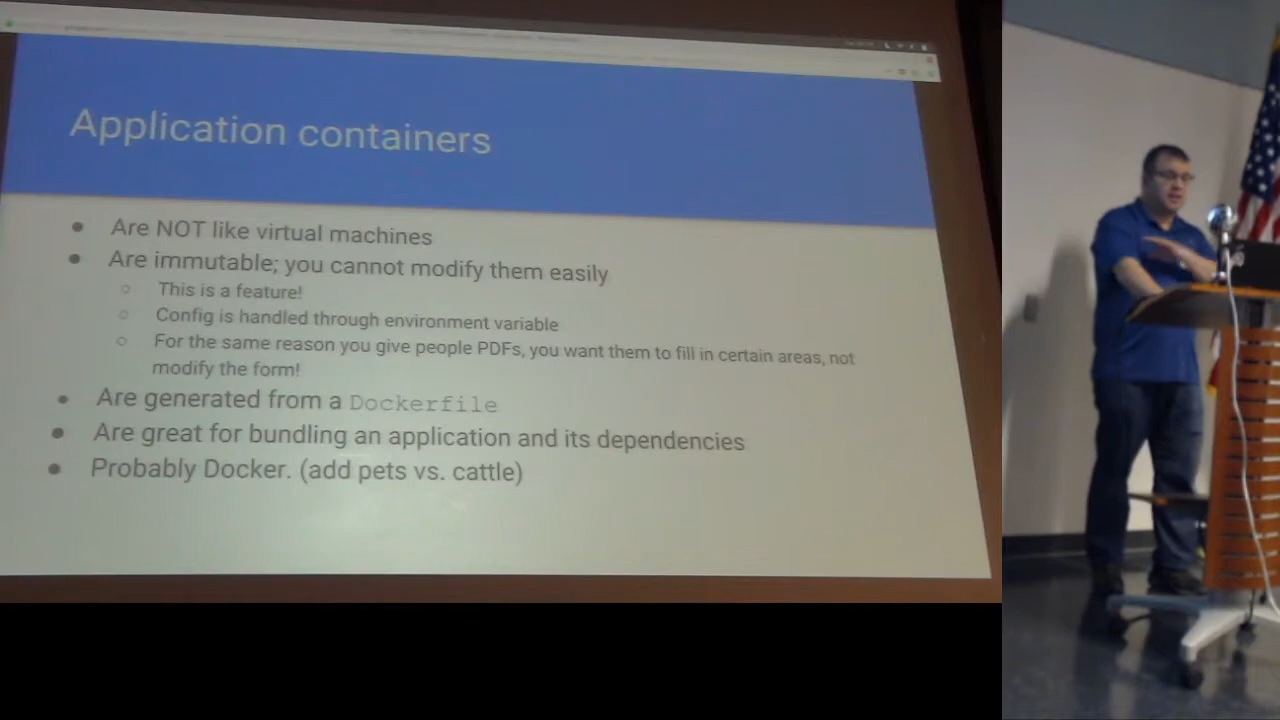 Application containers
Are NOT like virtual machines
Are immutable; you cannot modify them easily
This is a feature!
Config is handled through environment variable
For the same reason you give people PDFs, you want them to fill in certain areas, not
modify the form!
Are generated from a Dockerfile
Are great for bundling an application and its dependencies
Probably Docker. (add pets vs. cattle)